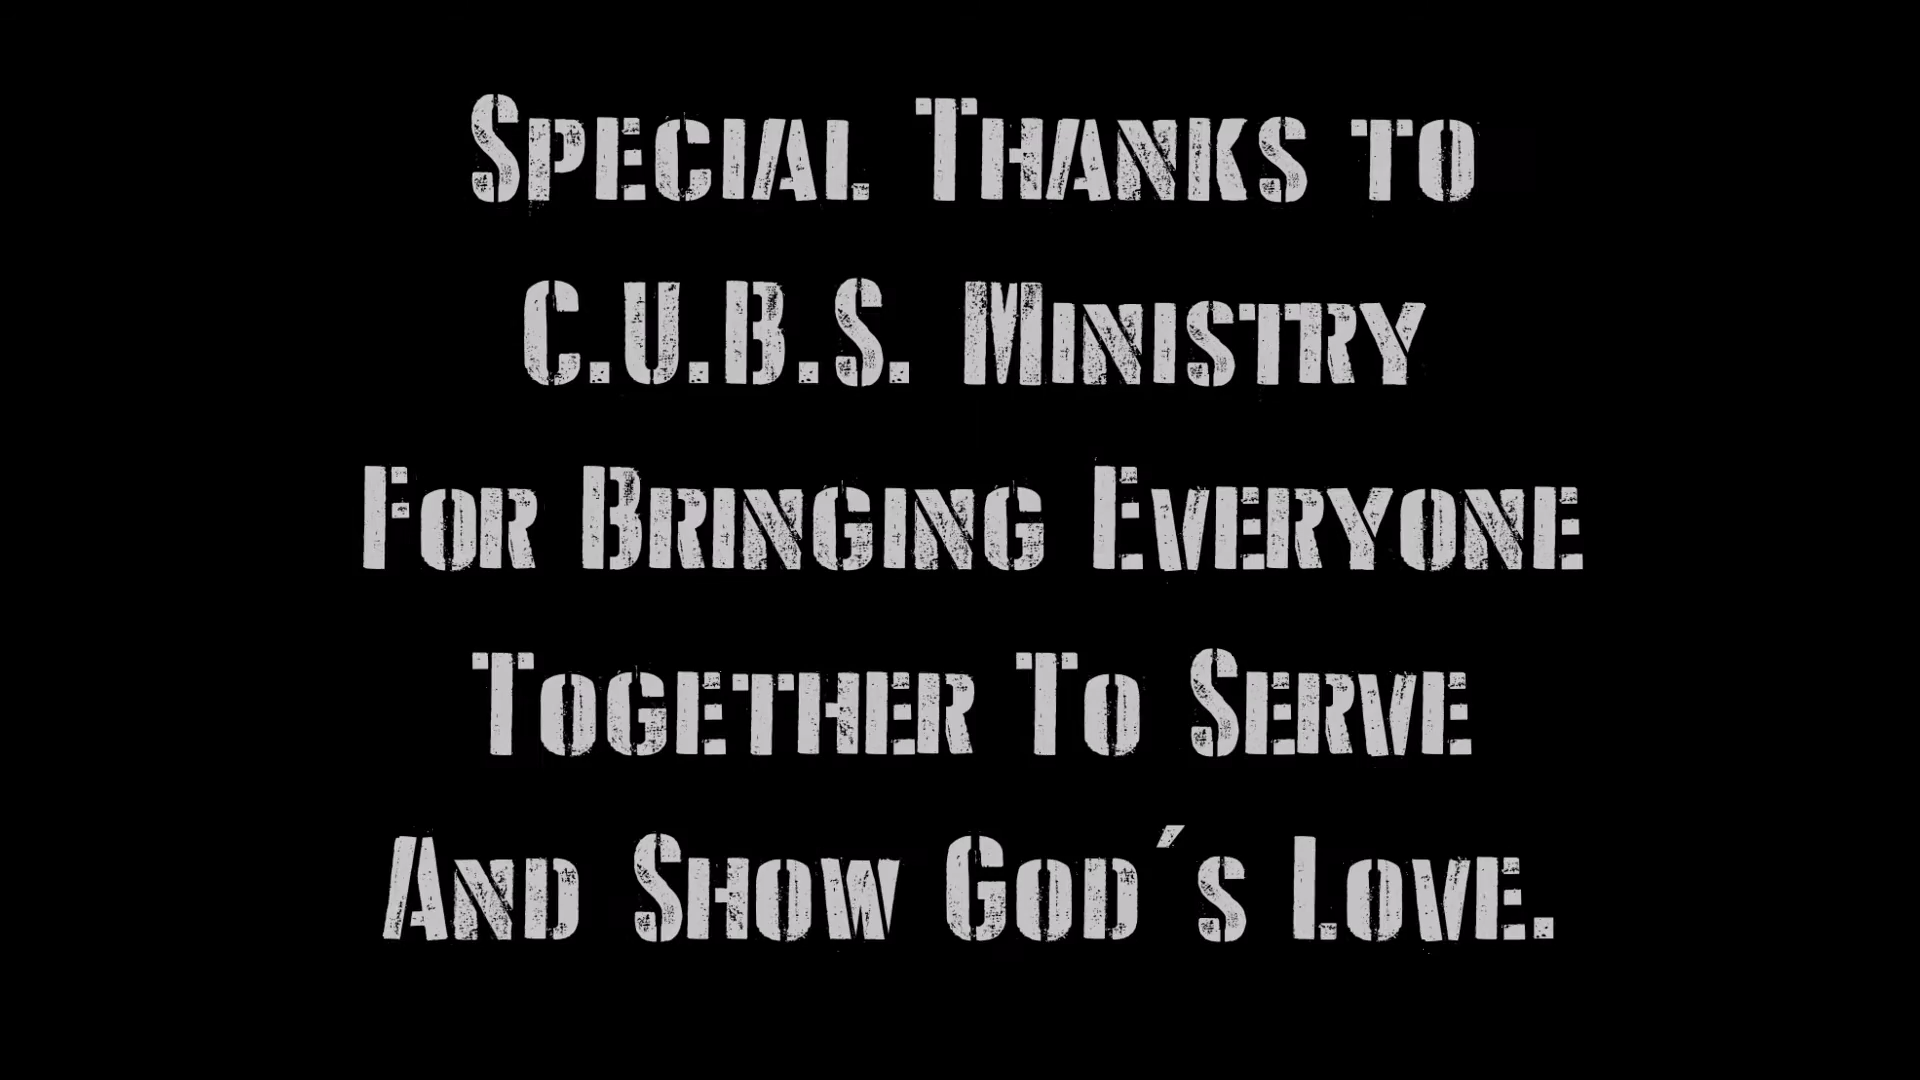 Special Thanks to
C.U.B.S. Ministry
For Bringing Everyone
Together To Serve
And Show God´s Love.